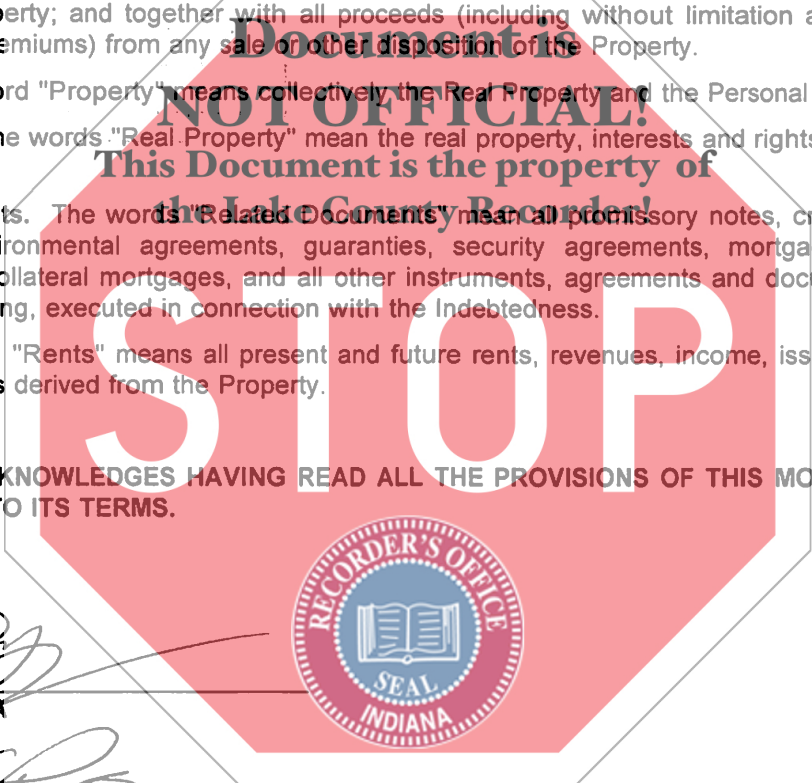 erty; and together with all proceeds (including without limitation a
emiums) from any sale or other disposition of the Property.
Document is
ord "Property" means collectively the Real Property and the Personal
NOT OFFICIAL!
he words "Real Property" mean the real property, interests and rights
This Document is the property of
the Lake County Recorder!
ts. The words "Related Documents" mean all promissory notes, cr
ironmental agreements, guaranties, security agreements, mortga
ollateral mortgages, and all other instruments, agreements and docu
ng, executed in connection with the Indebtedness.
STOP
"Rents" means all present and future rents, revenues, income, iss
s derived from the Property.
KNOWLEDGES HAVING READ ALL THE PROVISIONS OF THIS MO
O ITS TERMS.
RECORDER'S OFFICE
SEAL
INDIANA